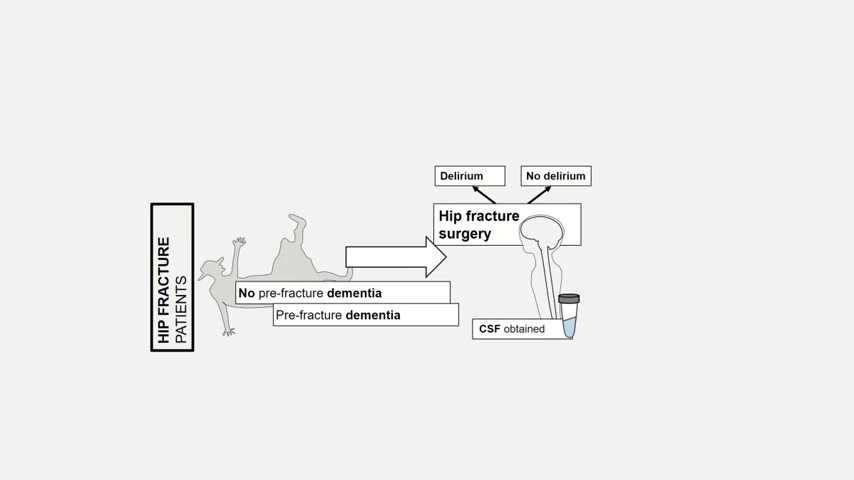 HIP FRACTURE
PATIENTS
No pre-fracture dementia
Pre-fracture dementia
Delirium
No delirium
Hip fracture
surgery
CSF obtained